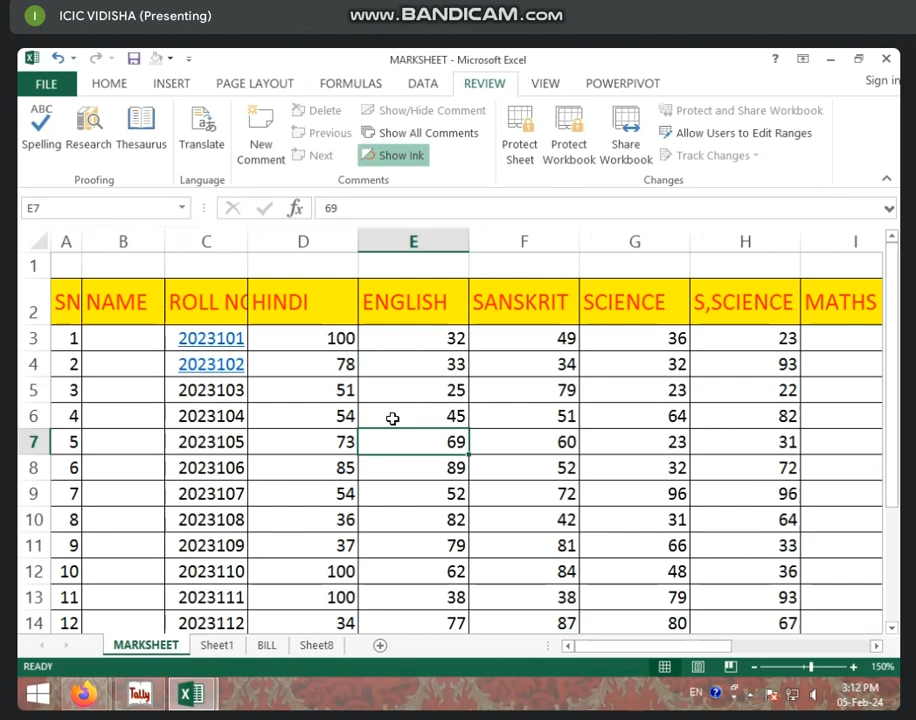 I ICIC VIDISHA (Presenting)
www.BANDICAM.com
MARKSHEET - Microsoft Excel
FILE HOME INSERT PAGE LAYOUT FORMULAS DATA REVIEW VIEW POWERPIVOT Sign in
ABC
Spelling Research Thesaurus
Proofing
Translate
Language
New Comment
Delete
Previous
Next
Show/Hide Comment
Show All Comments
Show Ink
Comments
Protect Sheet
Protect Workbook
Share Workbook
Protect and Share Workbook
Allow Users to Edit Ranges
Track Changes
Changes
E7 fx 69
A B C D E F G H I
1
2 SN NAME ROLL NO HINDI ENGLISH SANSKRIT SCIENCE S,SCIENCE MATHS
3 1 2023101 100 32 49 36 23
4 2 2023102 78 33 34 32 93
5 3 2023103 51 25 79 23 22
6 4 2023104 54 45 51 64 82
7 5 2023105 73 69 60 23 31
8 6 2023106 85 89 52 32 72
9 7 2023107 54 52 72 96 96
10 8 2023108 36 82 42 31 64
11 9 2023109 37 79 81 66 33
12 10 2023110 100 62 84 48 36
13 11 2023111 100 38 38 79 93
14 12 2023112 34 77 87 80 67
MARKSHEET Sheet1 BILL Sheet8
READY 150%
Tally EN 3:12 PM
05-Feb-24